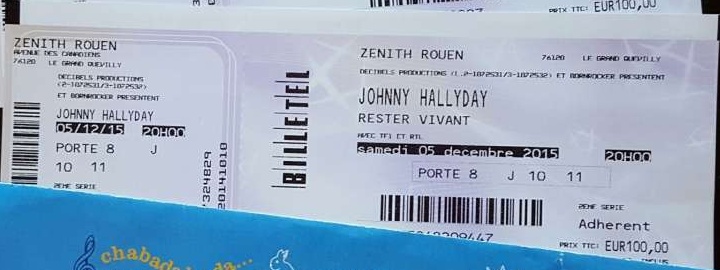 PRIX TTC: EUR100,00
ZENITH ROUEN
AVENUE DES CANADIENS
76120 LE GRAND QUEVILLY
DECIBELS PRODUCTIONS
(2-1072531/3-1072532)
ET BORNROCKER PRESENTENT
JOHNNY HALLYDAY
05/12/15 20H00
PORTE 8 J
10 11
2EME SERIE
324829
20141010
BILLETEL
ZENITH ROUEN
76120 LE GRAND QUEVILLY
DECIBELS PRODUCTIONS (L.2-1072531/3-1072532) ET BORNROCKER PRESENTENT
JOHNNY HALLYDAY
RESTER VIVANT
AVEC TF1 ET RTL
samedi 05 decembre 2015 20H00
PORTE 8 J 10 11
2EME SERIE
Adherent
PRIX TTC: EUR100,00